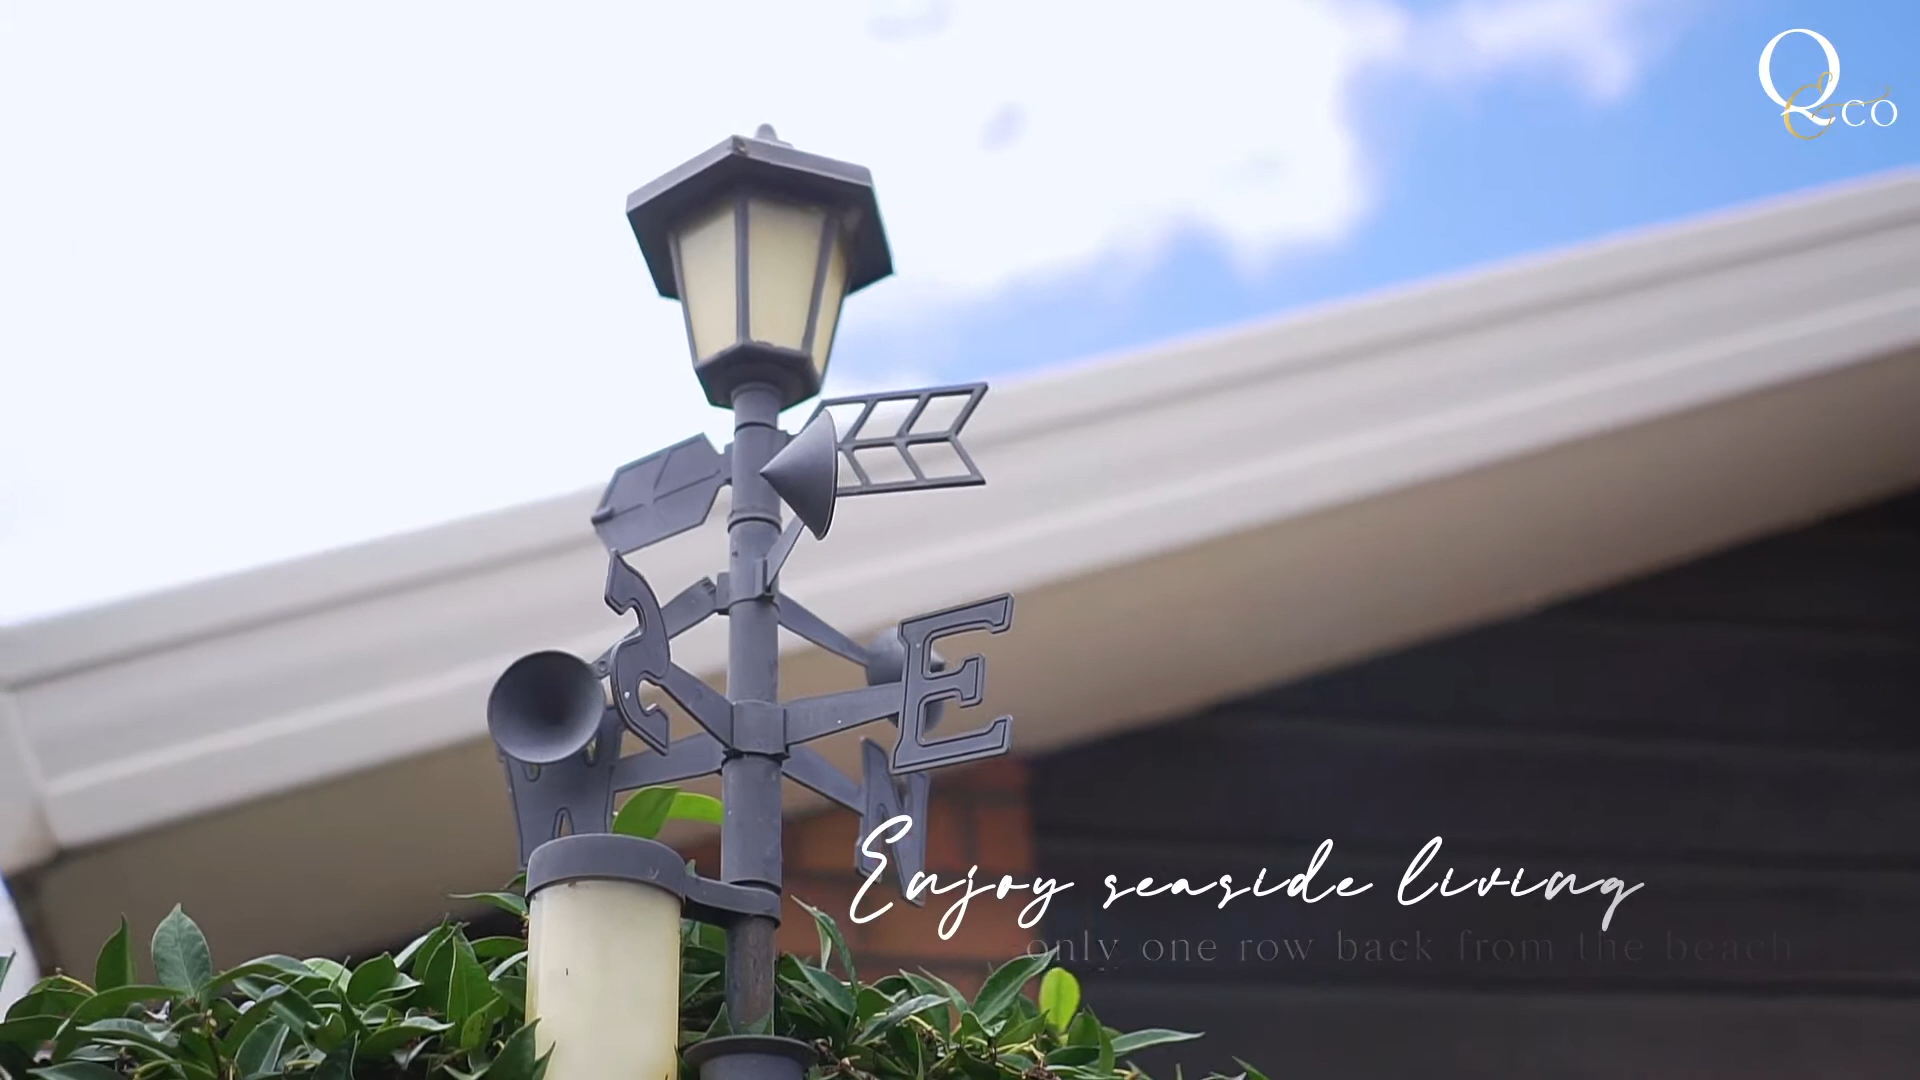 Q & CO
S
E
W
N
Enjoy seaside living
only one row back from the beach